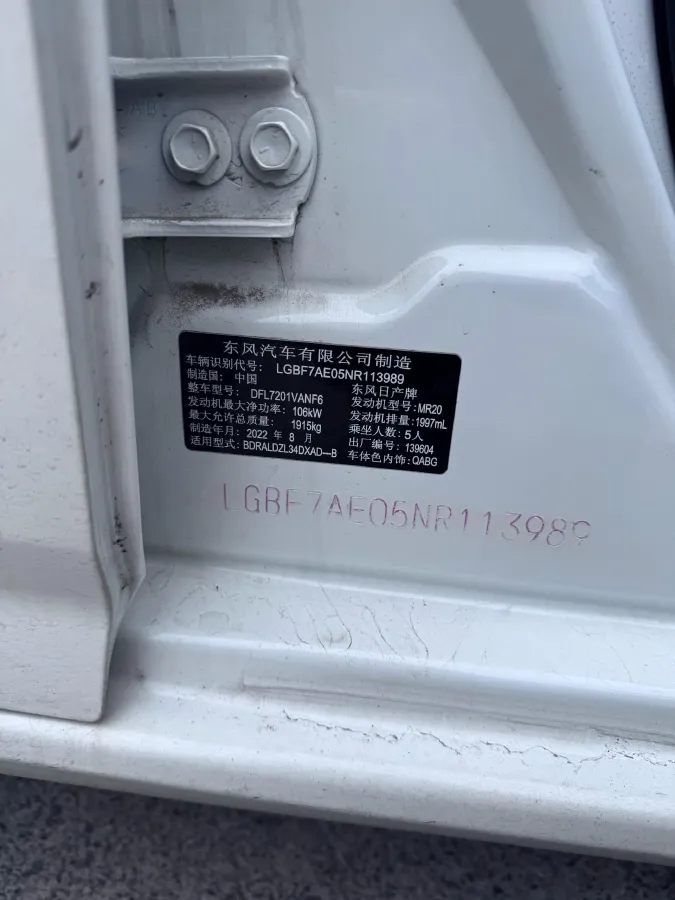 东风汽车有限公司制造
车辆识别代号: LGBF7AE05NR113989
制造国: 中国 东风日产牌
整车型号: DFL7201VANF6 发动机型号: MR20
发动机最大净功率: 106kW 发动机排量: 1997mL
最大允许总质量: 1915kg 乘坐人数: 5人
制造年月: 2022 年 8 月 出厂编号: 139604
适用型号: BDRALDZL34DXAD---B 车体色内饰: QABG
LGBF7AE05NR113989